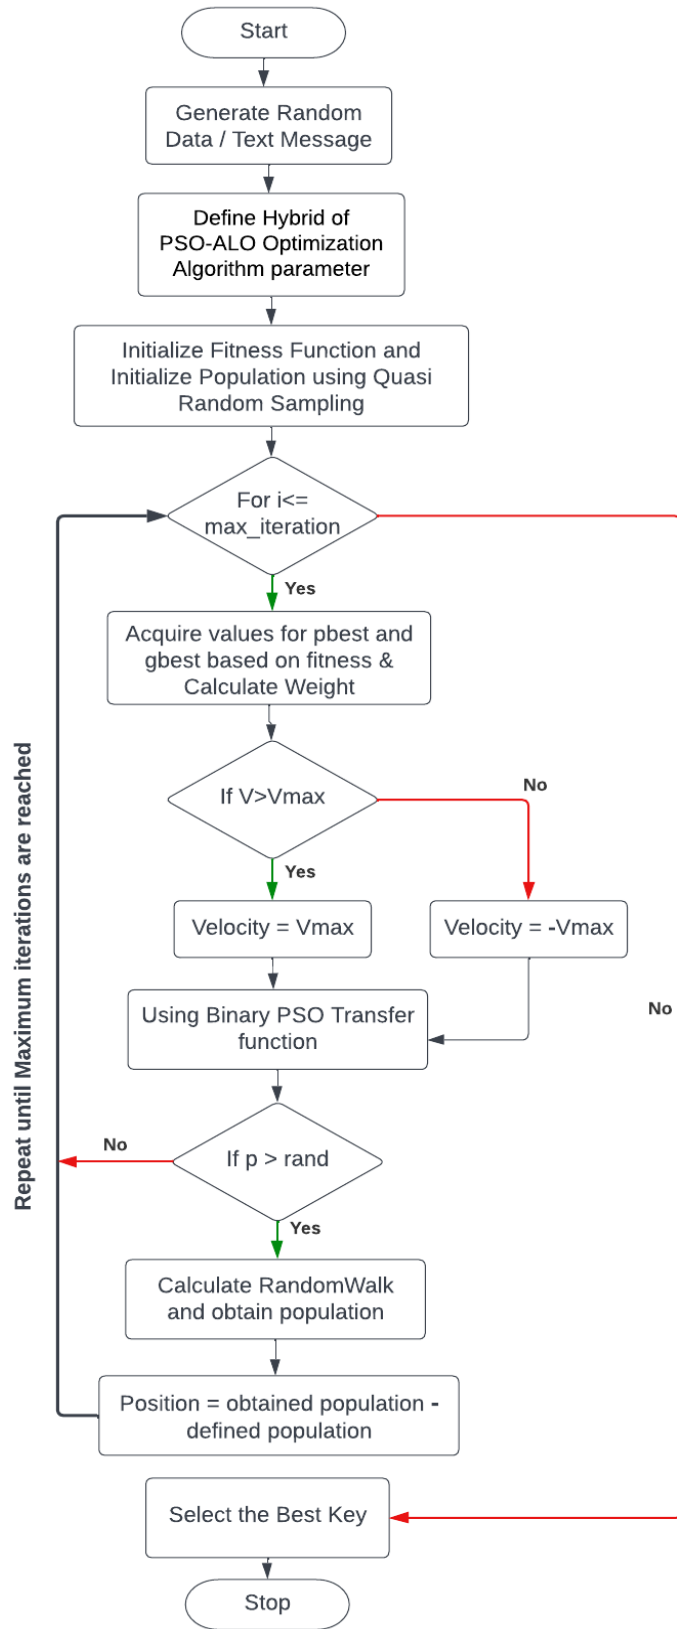 Start
Generate Random
Data / Text Message
Define Hybrid of
PSO-ALO Optimization
Algorithm parameter
Initialize Fitness Function and
Initialize Population using Quasi
Random Sampling
For i<=
max_iteration
Yes
Acquire values for pbest and
gbest based on fitness &
Calculate Weight
If V>Vmax
No
Yes
Velocity = Vmax
Velocity = -Vmax
Using Binary PSO Transfer
function
No
Repeat until Maximum iterations are reached
If p > rand
No
Yes
Calculate RandomWalk
and obtain population
Position = obtained population -
defined population
Select the Best Key
Stop